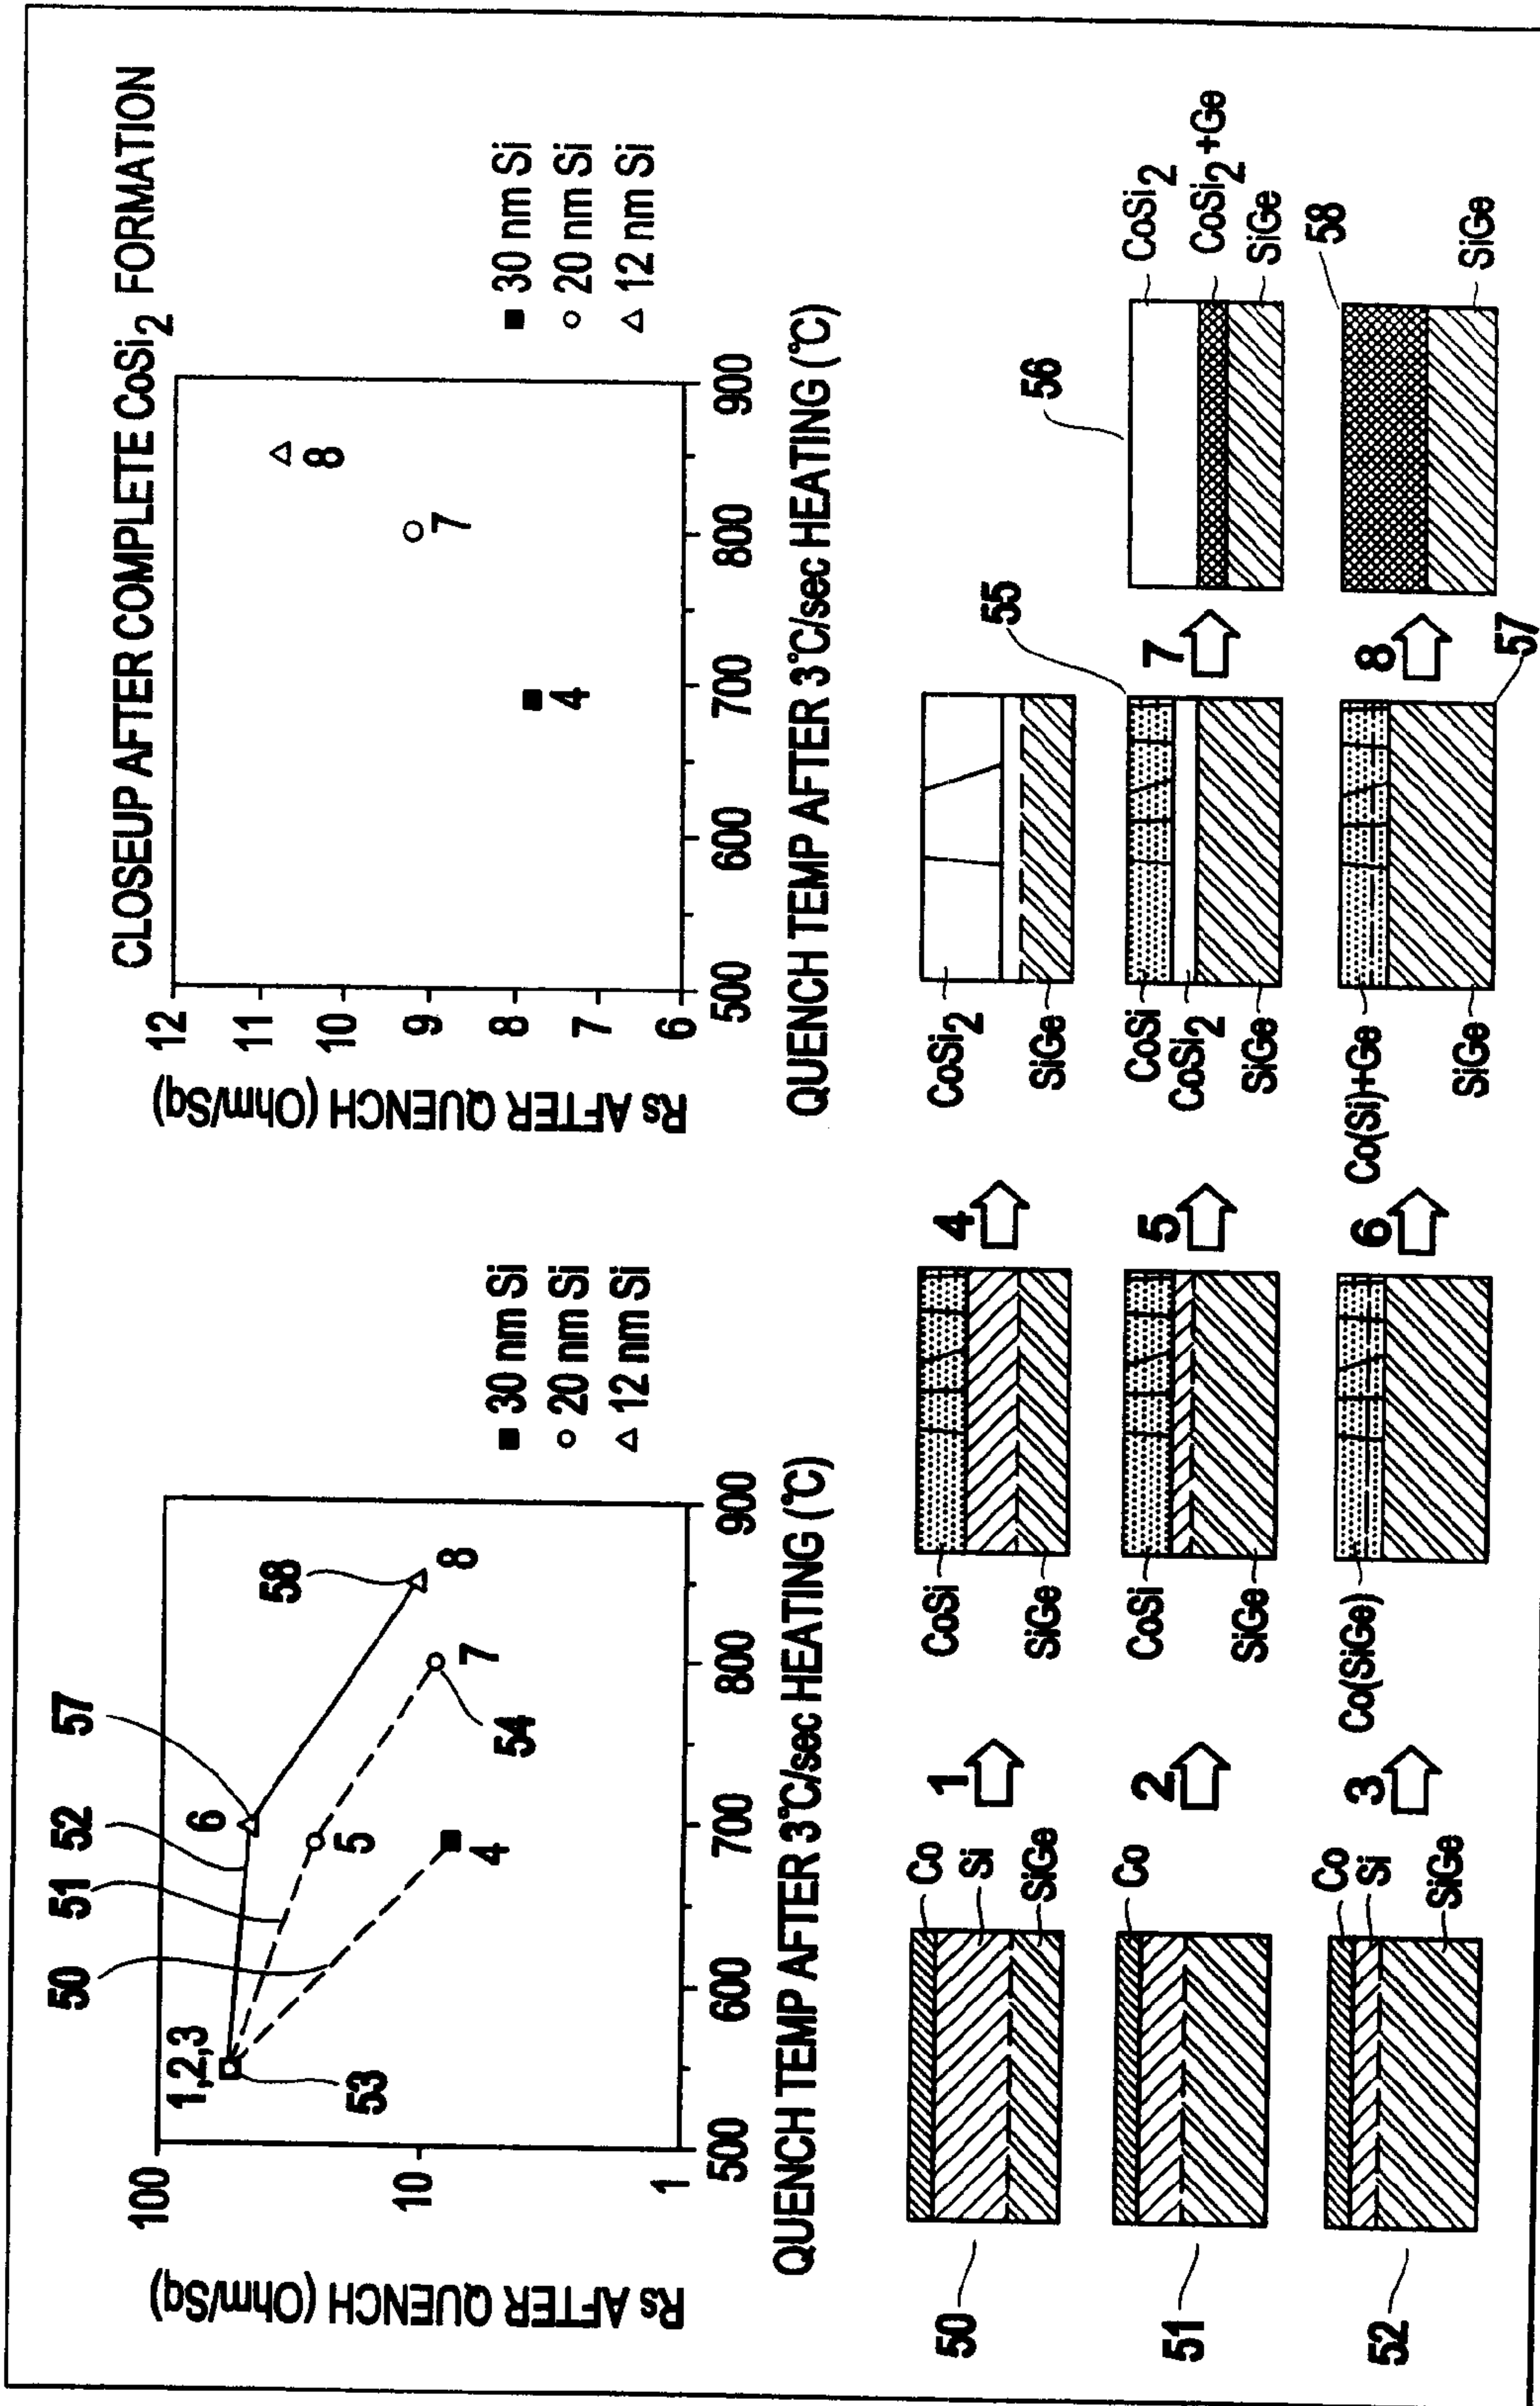 Rs AFTER QUENCH (Ohm/Sq)
100
10
1
500
600
700
800
900
QUENCH TEMP AFTER 3°C/sec HEATING (°C)
1,2,3
53
50
51
52
57
6
5
4
58
8
7
54
■ 30 nm Si
○ 20 nm Si
△ 12 nm Si
CLOSEUP AFTER COMPLETE CoSi2 FORMATION
Rs AFTER QUENCH (Ohm/Sq)
12
11
10
9
8
7
6
500
600
700
800
900
QUENCH TEMP AFTER 3°C/sec HEATING (°C)
4
7
8
■ 30 nm Si
○ 20 nm Si
△ 12 nm Si
50
Co
Si
SiGe
1
CoSi
SiGe
4
CoSi2
SiGe
51
Co
2
CoSi
SiGe
5
CoSi
CoSi2
SiGe
55
7
56
CoSi2
CoSi2+Ge
SiGe
52
Co
Si
SiGe
3
Co(SiGe)
6
Co(Si)+Ge
SiGe
57
8
58
SiGe